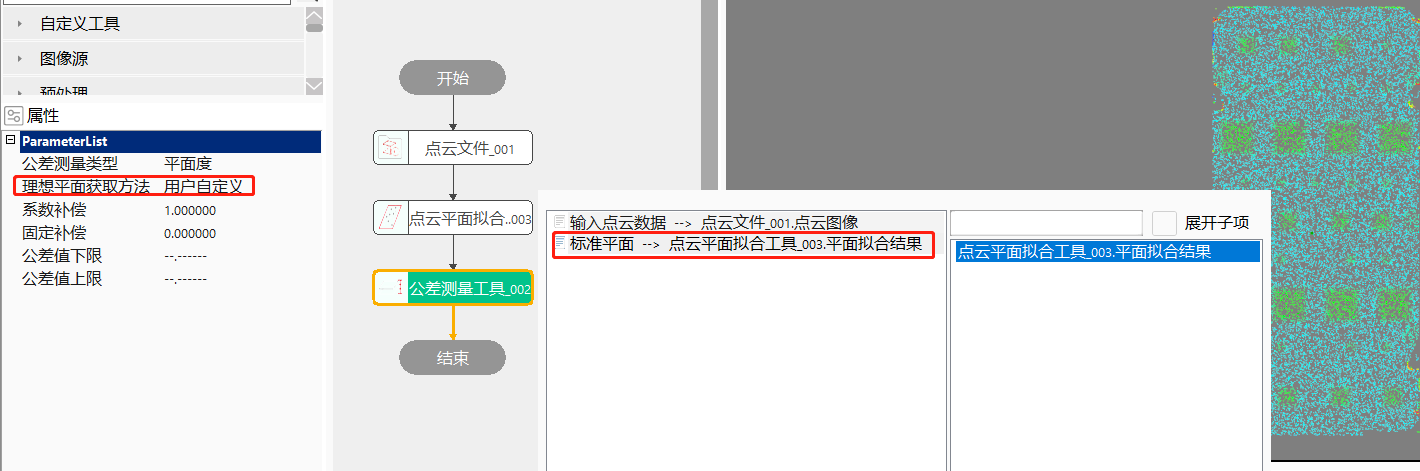 自定义工具
图像源
预处理
属性
ParameterList
公差测量类型 平面度
理想平面获取方法 用户自定义
系数补偿 1.000000
固定补偿 0.000000
公差值下限 --.------
公差值上限 --.------
开始
点云文件_001
点云平面拟合..003
公差测量工具_002
结束
输入点云数据 --> 点云文件_001.点云图像
标准平面 --> 点云平面拟合工具_003.平面拟合结果
展开子项
点云平面拟合工具_003.平面拟合结果